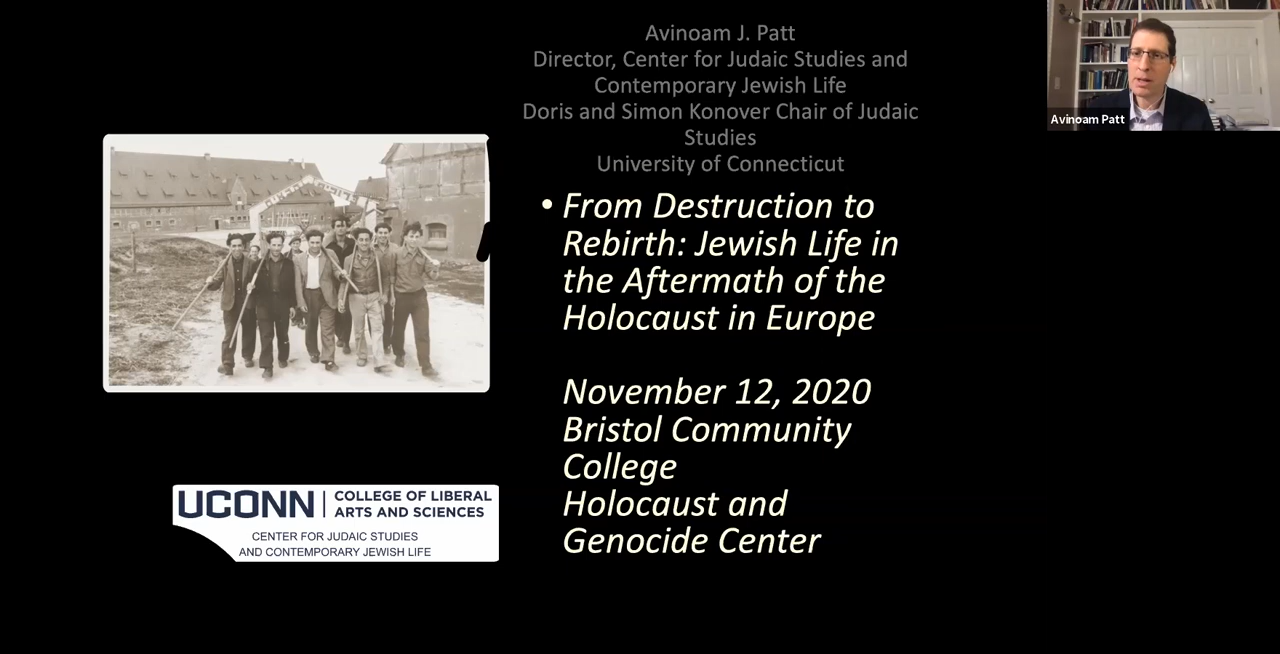 Avinoam J. Patt
Director, Center for Judaic Studies and
Contemporary Jewish Life
Doris and Simon Konover Chair of Judaic
Studies
University of Connecticut
• From Destruction to
Rebirth: Jewish Life in
the Aftermath of the
Holocaust in Europe
November 12, 2020
Bristol Community
College
Holocaust and
Genocide Center
UCONN | COLLEGE OF LIBERAL
ARTS AND SCIENCES
CENTER FOR JUDAIC STUDIES
AND CONTEMPORARY JEWISH LIFE
Avinoam Patt